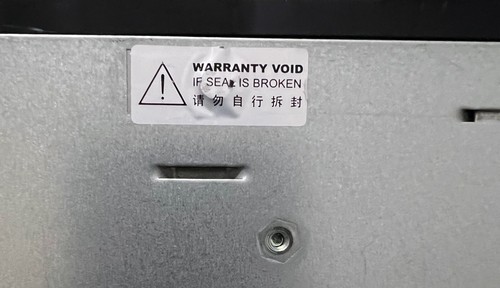 WARRANTY VOID
IF SEAL IS BROKEN
请勿自行拆封